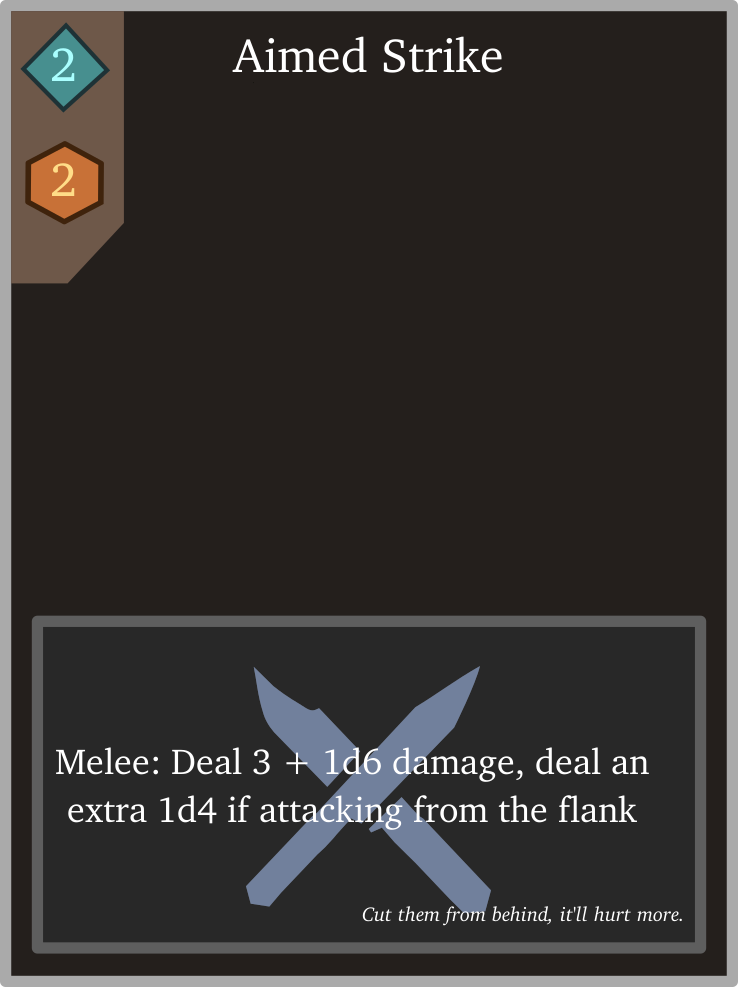 2
Aimed Strike
2
Melee: Deal 3 + 1d6 damage, deal an
extra 1d4 if attacking from the flank
Cut them from behind, it'll hurt more.